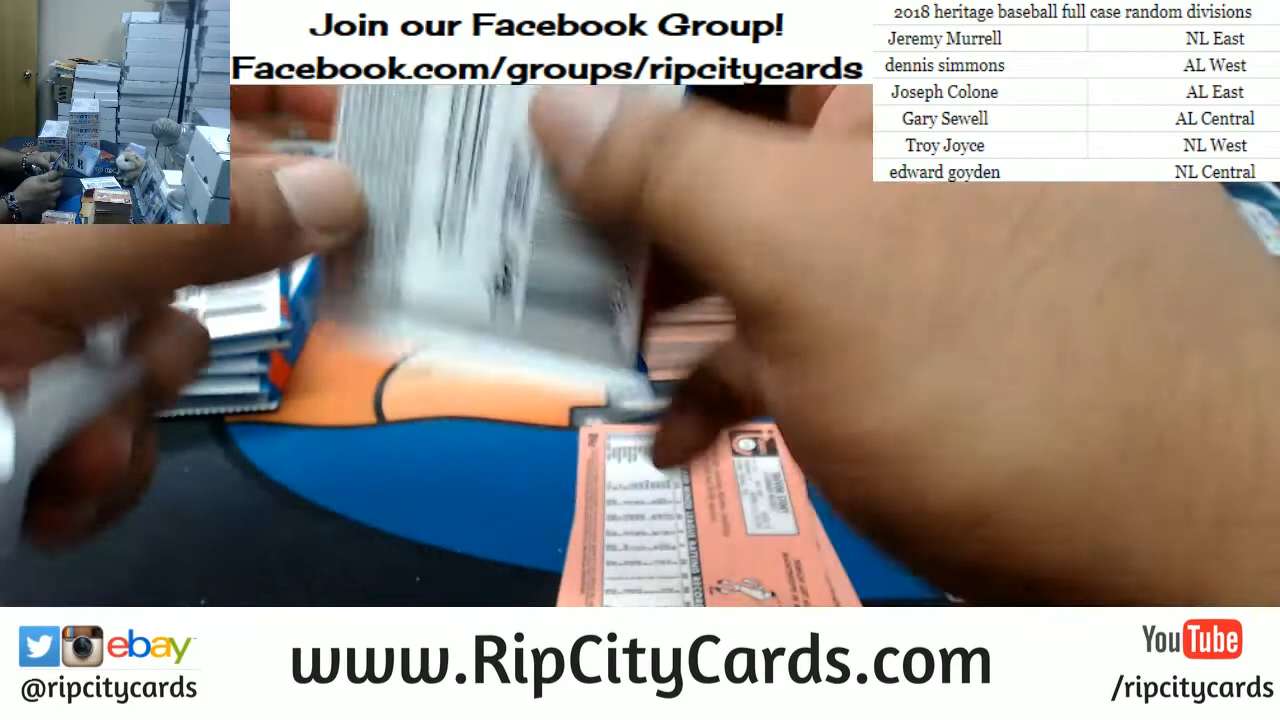 Join our Facebook Group!
Facebook.com/groups/ripcitycards
2018 heritage baseball full case random divisions
Jeremy Murrell NL East
dennis simmons AL West
Joseph Colone AL East
Gary Sewell AL Central
Troy Joyce NL West
edward goyden NL Central
ebay
@ripcitycards
www.RipCityCards.com
YouTube
/ripcitycards